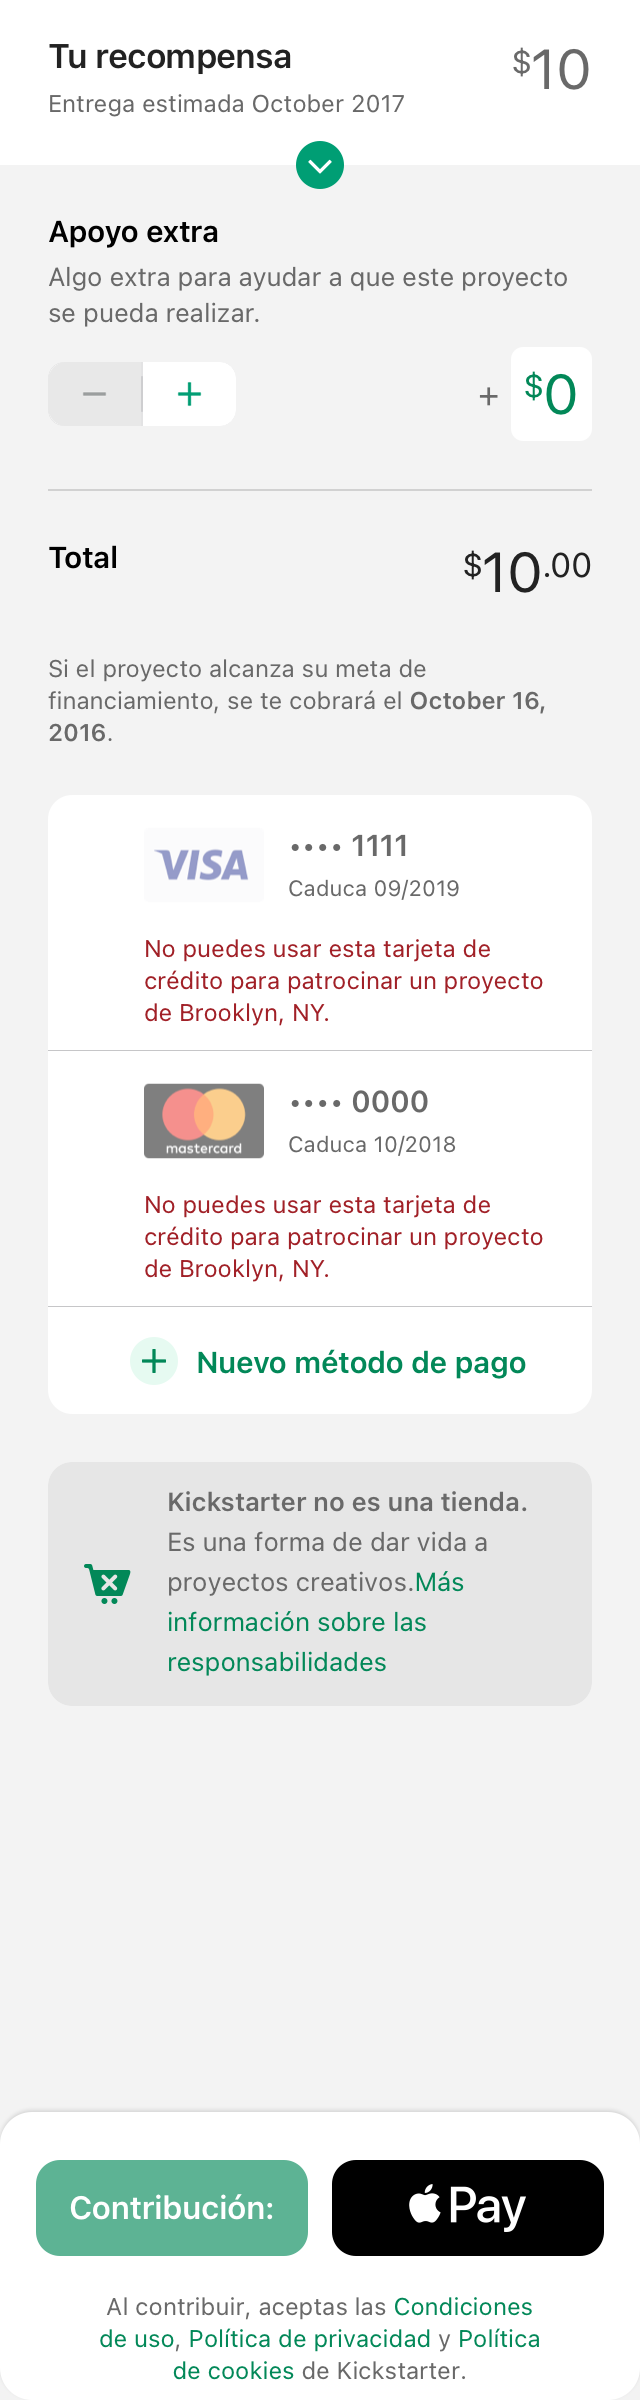 Tu recompensa
$10
Entrega estimada October 2017
Apoyo extra
Algo extra para ayudar a que este proyecto
se pueda realizar.
− + + $0
Total
$10.00
Si el proyecto alcanza su meta de
financiamiento, se te cobrará el October 16,
2016.
VISA
•••• 1111
Caduca 09/2019
No puedes usar esta tarjeta de
crédito para patrocinar un proyecto
de Brooklyn, NY.
mastercard
•••• 0000
Caduca 10/2018
No puedes usar esta tarjeta de
crédito para patrocinar un proyecto
de Brooklyn, NY.
+ Nuevo método de pago
Kickstarter no es una tienda.
Es una forma de dar vida a
proyectos creativos.Más
información sobre las
responsabilidades
Contribución:
Pay
Al contribuir, aceptas las Condiciones
de uso, Política de privacidad y Política
de cookies de Kickstarter.